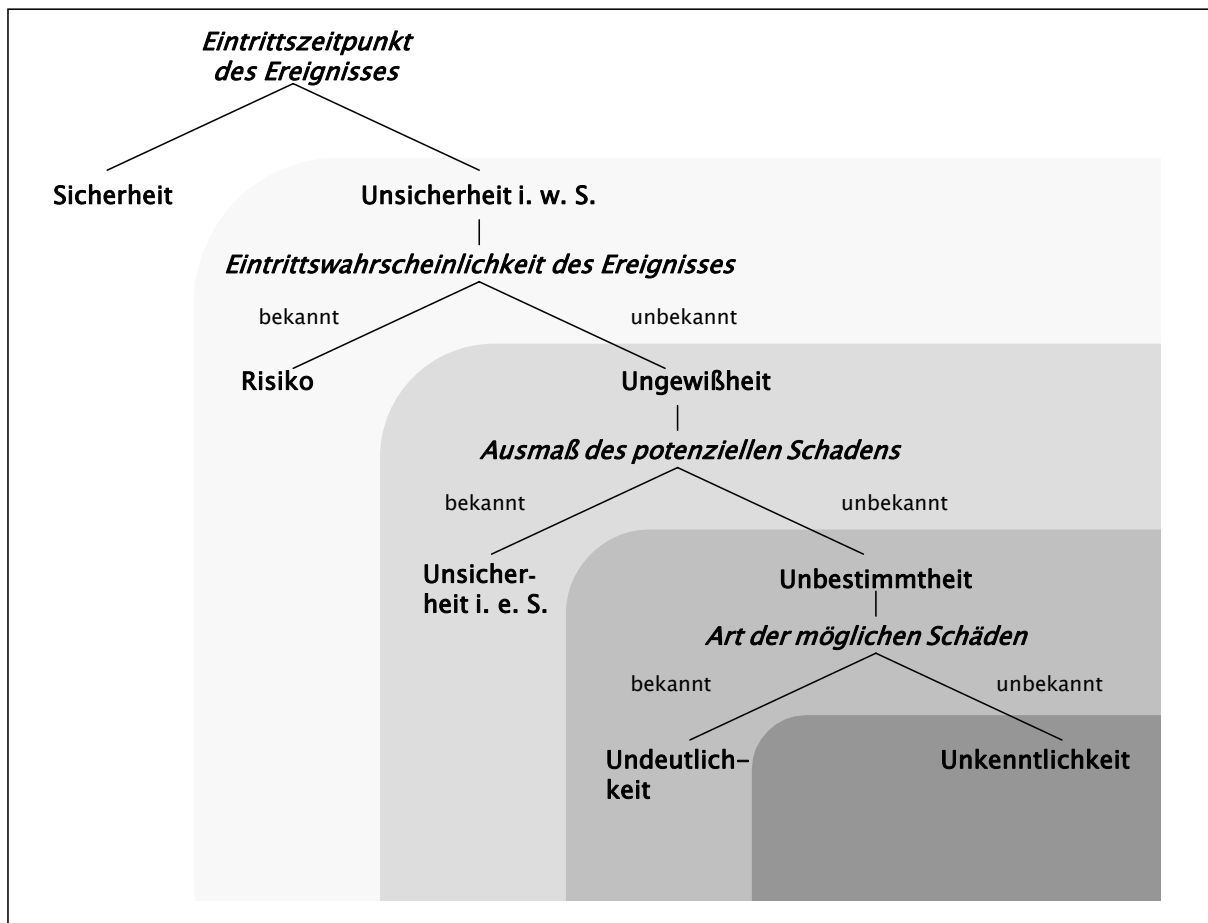 Eintrittszeitpunkt
des Ereignisses
Sicherheit
Unsicherheit i. w. S.
Eintrittswahrscheinlichkeit des Ereignisses
bekannt
unbekannt
Risiko
Ungewißheit
Ausmaß des potenziellen Schadens
bekannt
unbekannt
Unsicher-
heit i. e. S.
Unbestimmtheit
Art der möglichen Schäden
bekannt
unbekannt
Undeutlich-
keit
Unkenntlichkeit